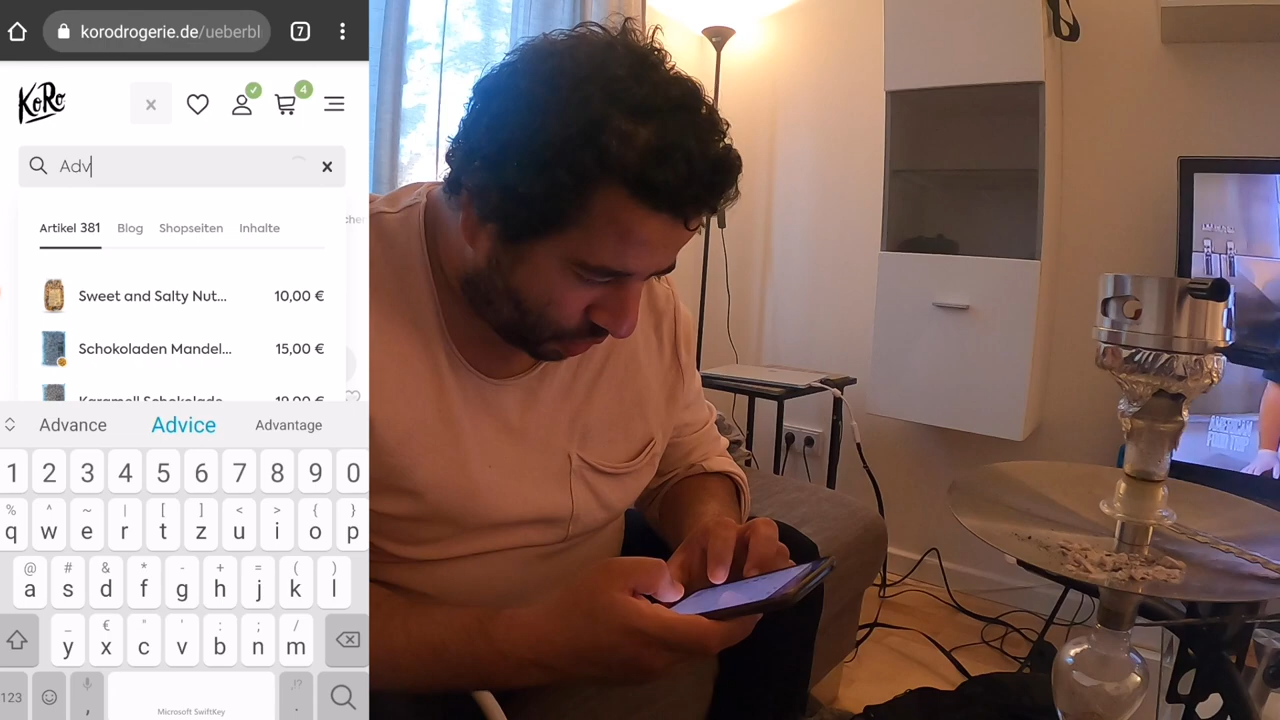 korodrogerie.de/ueberbl
7
KoRo
x
4
Adv
x
Artikel 381
Blog
Shopseiten
Inhalte
Sweet and Salty Nut...
10,00 €
Schokoladen Mandel...
15,00 €
Advance
Advice
Advantage
1 2 3 4 5 6 7 8 9 0
% ^ ~ | [ ] < > { }
q w e r t z u i o p
@ # & * - + = ( )
a s d f g h j k l
_ € " ' : ; /
y x c v b n m
123
, Microsoft SwiftKey .
!?
AMERICAN